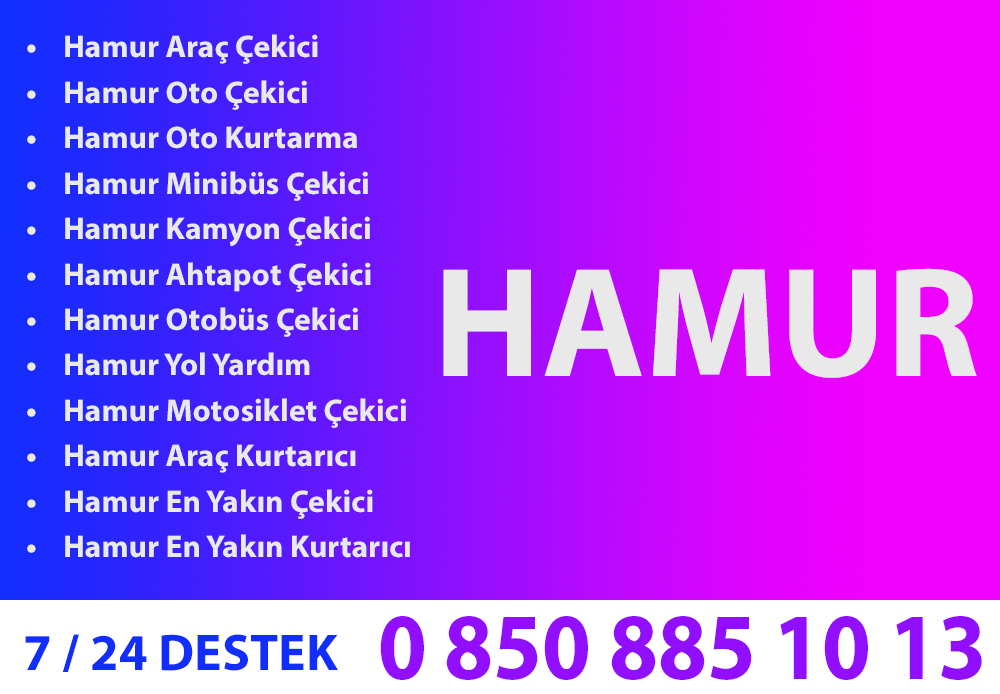 • Hamur Araç Çekici
• Hamur Oto Çekici
• Hamur Oto Kurtarma
• Hamur Minibüs Çekici
• Hamur Kamyon Çekici
• Hamur Ahtapot Çekici
• Hamur Otobüs Çekici
• Hamur Yol Yardım
• Hamur Motosiklet Çekici
• Hamur Araç Kurtarıcı
• Hamur En Yakın Çekici
• Hamur En Yakın Kurtarıcı
HAMUR
7 / 24 DESTEK 0 850 885 10 13